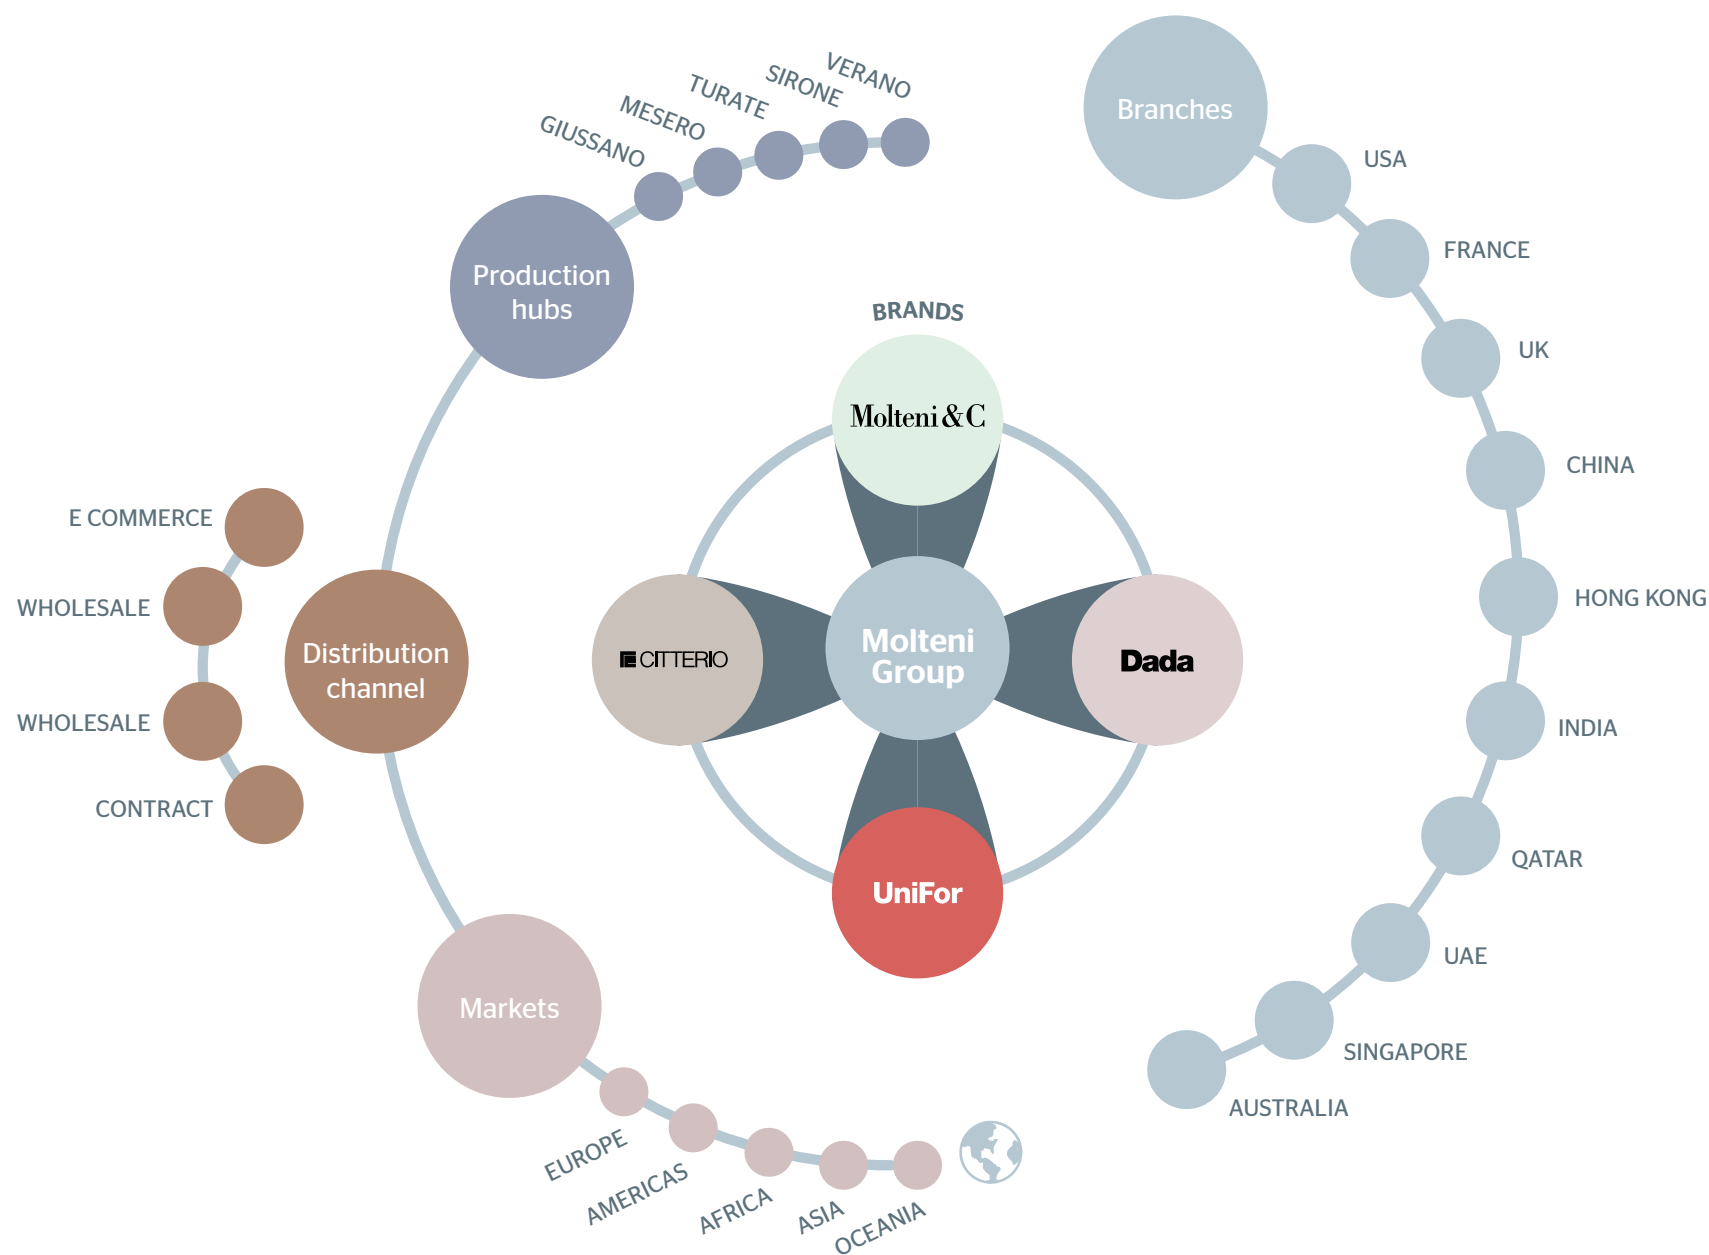 VERANO
SIRONE
TURATE
MESERO
GIUSSANO
Production
hubs
Branches
USA
FRANCE
UK
CHINA
HONG KONG
INDIA
QATAR
UAE
SINGAPORE
AUSTRALIA
BRANDS
Molteni&C
CITTERIO
Molteni
Group
Dada
UniFor
E COMMERCE
WHOLESALE
WHOLESALE
CONTRACT
Distribution
channel
Markets
EUROPE
AMERICAS
AFRICA
ASIA
OCEANIA